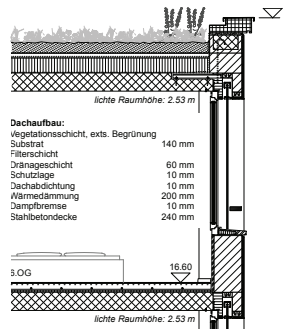 lichte Raumhöhe: 2.53 m
Dachaufbau:
Vegetationsschicht, exts. Begrünung
Substrat 140 mm
Filterschicht
Dränageschicht 60 mm
Schutzlage 10 mm
Dachabdichtung 10 mm
Wärmedämmung 200 mm
Dampfbremse 10 mm
Stahlbetondecke 240 mm
6.OG 16.60
lichte Raumhöhe: 2.53 m